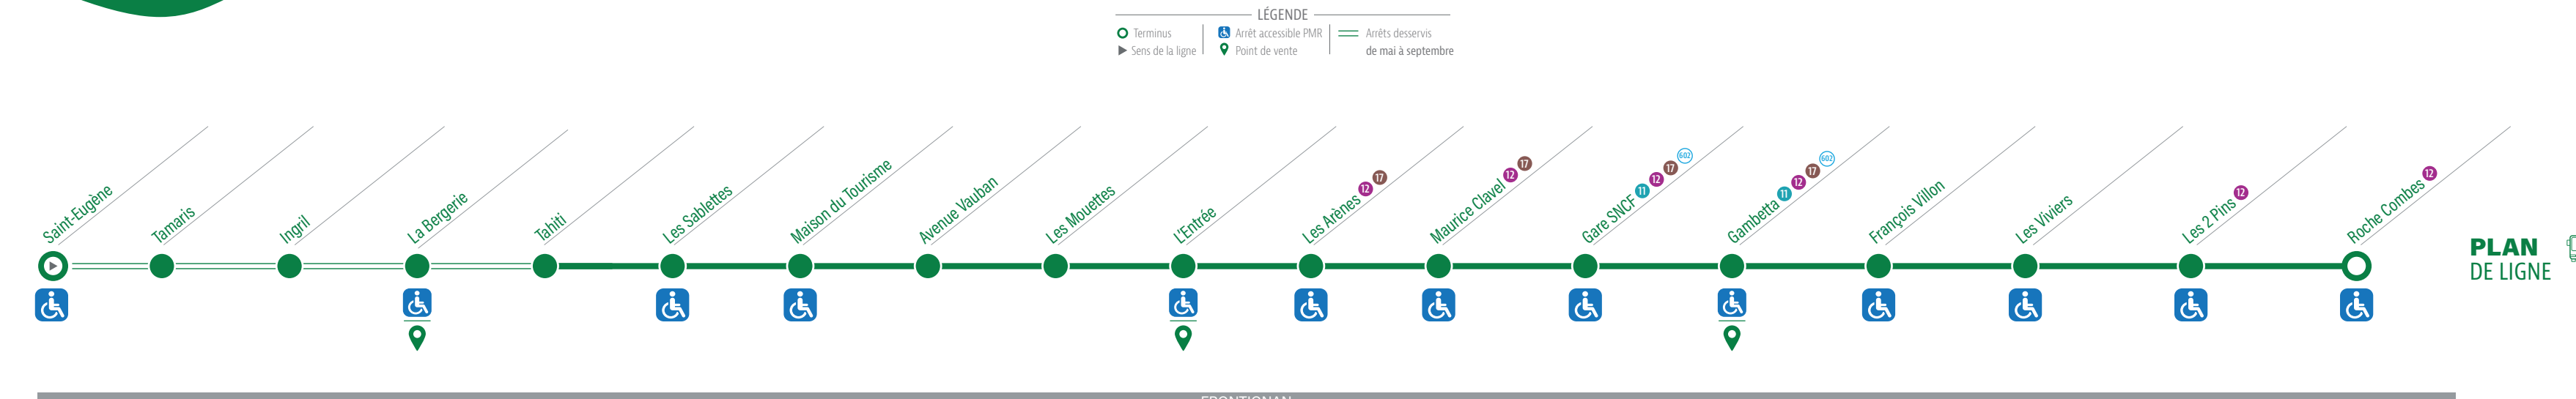 LÉGENDE
Terminus
Sens de la ligne
Arrêt accessible PMR
Point de vente
Arrêts desservis
de mai à septembre
Saint-Eugène
Tamaris
Ingril
La Bergerie
Tahiti
Les Sablettes
Maison du Tourisme
Avenue Vauban
Les Mouettes
L'Entrée
Les Arènes 12 17
Maurice Clavel 12 17
Gare SNCF 11 12 17 602
Gambetta 11 12 17 602
François Villon
Les Viviers
Les 2 Pins 12
Roche Combes 12
PLAN
DE LIGNE
FRONTIGNAN